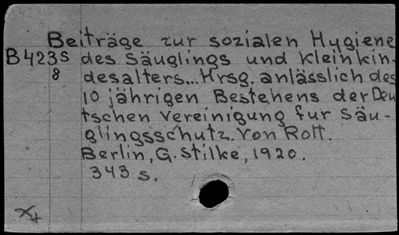 Beiträge zur sozialen Hygiene
B423s des Säuglings und Kleinkin-
8 desalters... Hrsg. anlässlich des
10 jährigen Bestehens der Deu
tschen Vereinigung für Säu-
glingsschutz. Von Rott.
Berlin, G. Stilke, 1920.
343 s.